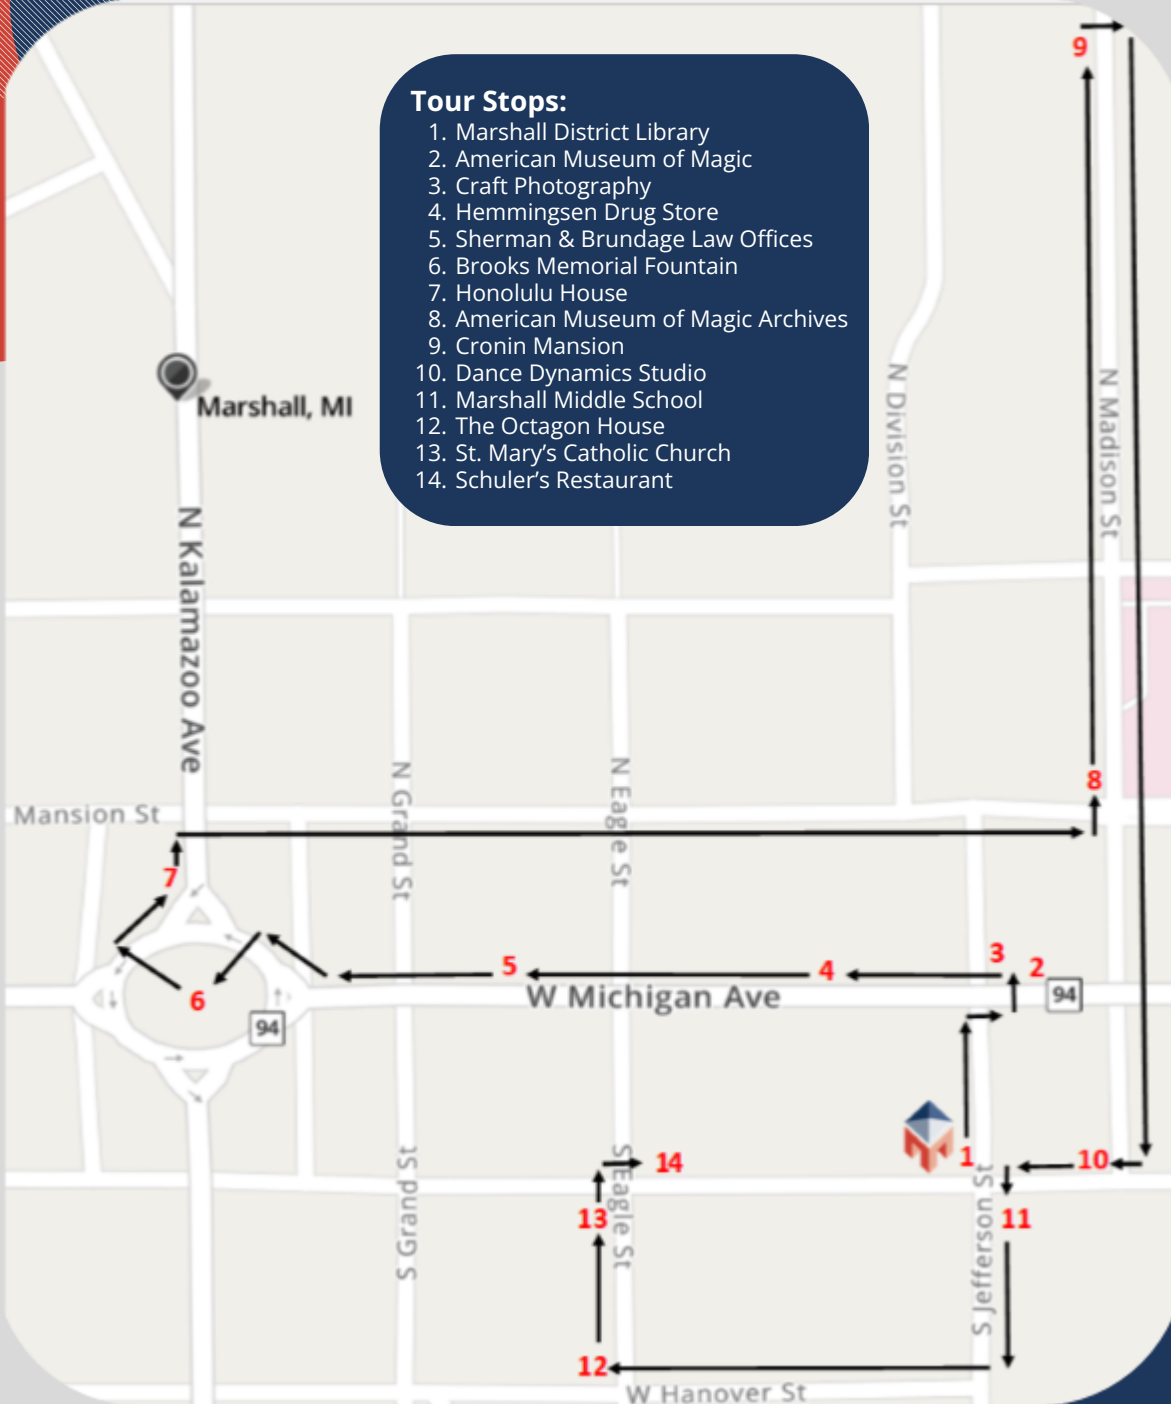 Tour Stops:
1. Marshall District Library
2. American Museum of Magic
3. Craft Photography
4. Hemmingsen Drug Store
5. Sherman & Brundage Law Offices
6. Brooks Memorial Fountain
7. Honolulu House
8. American Museum of Magic Archives
9. Cronin Mansion
10. Dance Dynamics Studio
11. Marshall Middle School
12. The Octagon House
13. St. Mary’s Catholic Church
14. Schuler’s Restaurant
9
Marshall, MI
N Division St
N Madison St
N Kalamazoo Ave
N Grand St
N Eagle St
8
Mansion St
7
3
2
5
4
6
W Michigan Ave
94
94
1
10
14
S Grand St
S Eagle St
S Jefferson St
13
11
12
W Hanover St